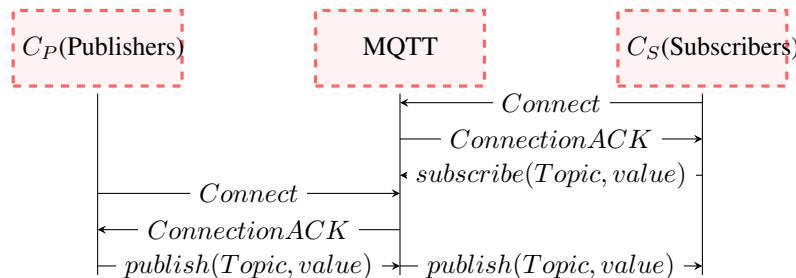 C_P(Publishers) MQTT C_S(Subscribers)
Connect
ConnectionACK
subscribe(Topic, value)
Connect
ConnectionACK
publish(Topic, value) publish(Topic, value)